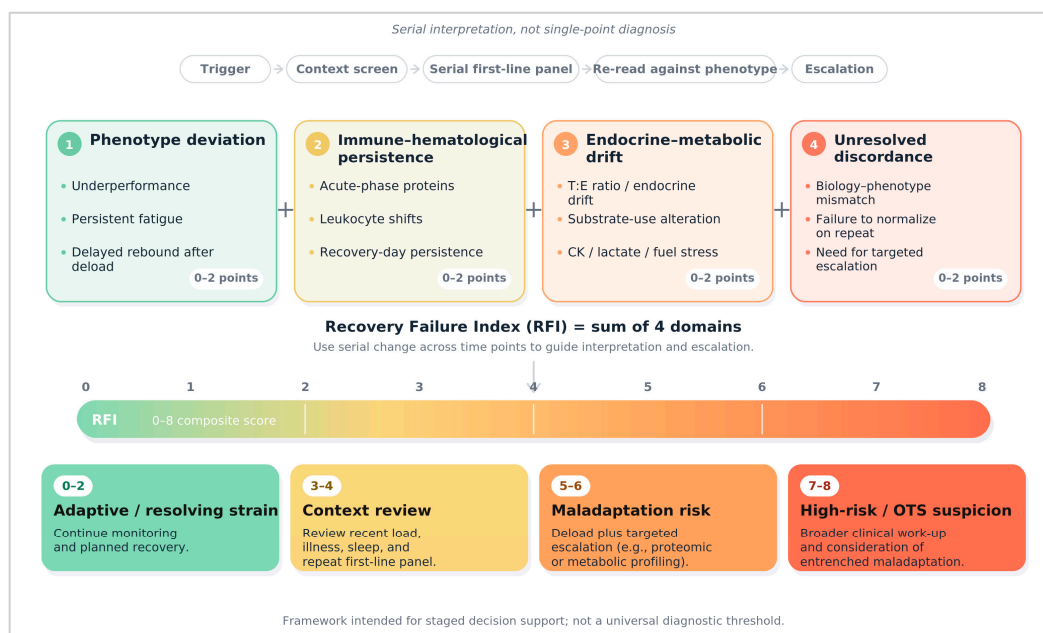 Serial interpretation, not single-point diagnosis
Trigger
Context screen
Serial first-line panel
Re-read against phenotype
Escalation
1
Phenotype deviation
• Underperformance
• Persistent fatigue
• Delayed rebound after
deload
0–2 points
+
2
Immune–hematological
persistence
• Acute-phase proteins
• Leukocyte shifts
• Recovery-day persistence
0–2 points
+
3
Endocrine–metabolic
drift
• T:E ratio / endocrine
drift
• Substrate-use alteration
• CK / lactate / fuel stress
0–2 points
+
4
Unresolved
discordance
• Biology–phenotype
mismatch
• Failure to normalize
on repeat
• Need for targeted
escalation
0–2 points
Recovery Failure Index (RFI) = sum of 4 domains
Use serial change across time points to guide interpretation and escalation.
0 1 2 3 4 5 6 7 8
RFI 0–8 composite score
0–2
Adaptive / resolving strain
Continue monitoring
and planned recovery.
3–4
Context review
Review recent load,
illness, sleep, and
repeat first-line panel.
5–6
Maladaptation risk
Deload plus targeted
escalation (e.g., proteomic
or metabolic profiling).
7–8
High-risk / OTS suspicion
Broader clinical work-up
and consideration of
entrenched maladaptation.
Framework intended for staged decision support; not a universal diagnostic threshold.